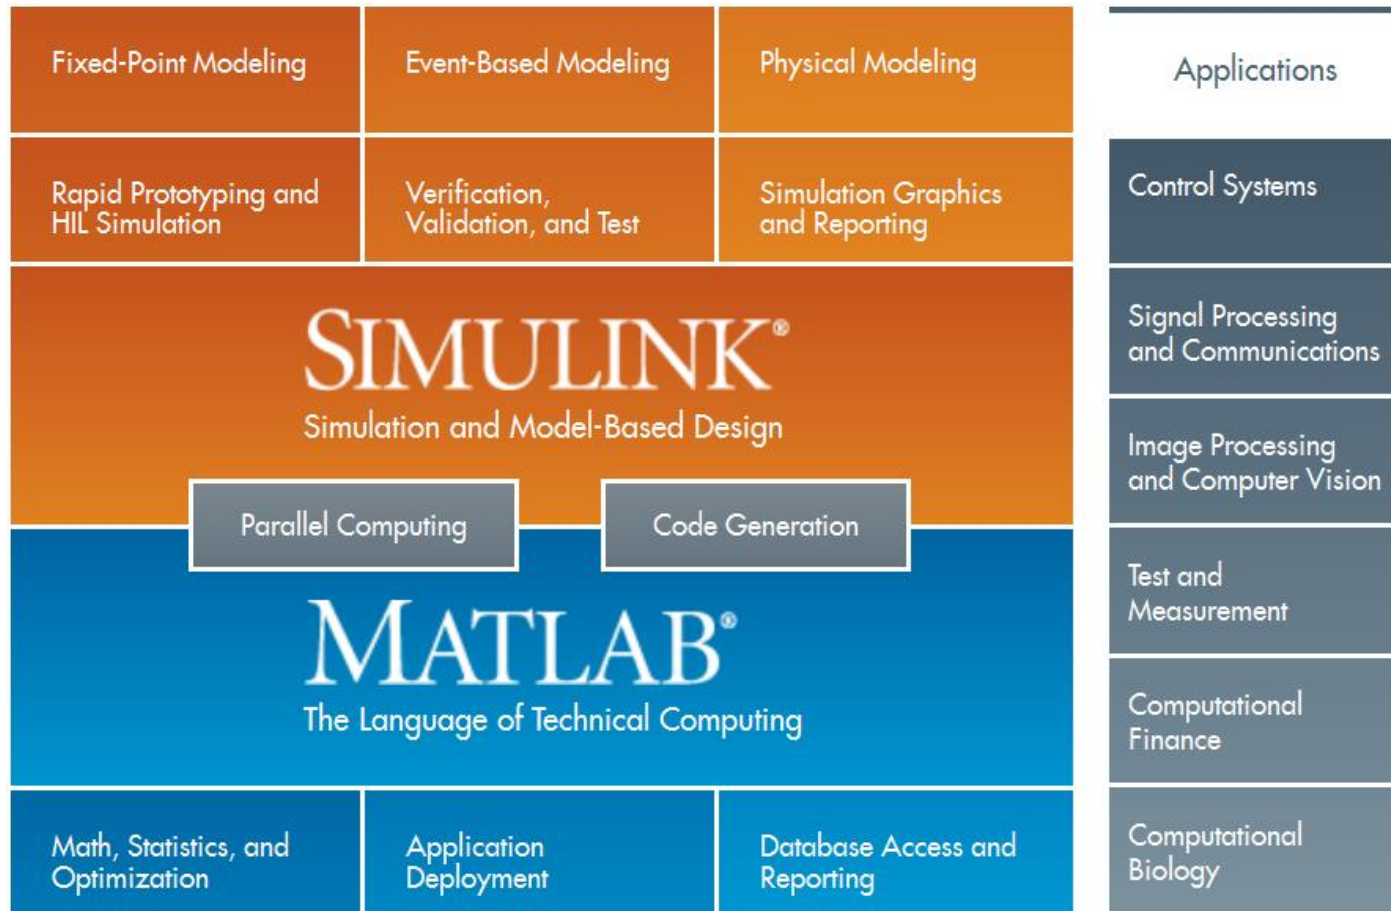 Fixed-Point Modeling
Event-Based Modeling
Physical Modeling
Rapid Prototyping and
HIL Simulation
Verification,
Validation, and Test
Simulation Graphics
and Reporting
SIMULINK®
Simulation and Model-Based Design
Parallel Computing
Code Generation
MATLAB®
The Language of Technical Computing
Math, Statistics, and
Optimization
Application
Deployment
Database Access and
Reporting
Applications
Control Systems
Signal Processing
and Communications
Image Processing
and Computer Vision
Test and
Measurement
Computational
Finance
Computational
Biology